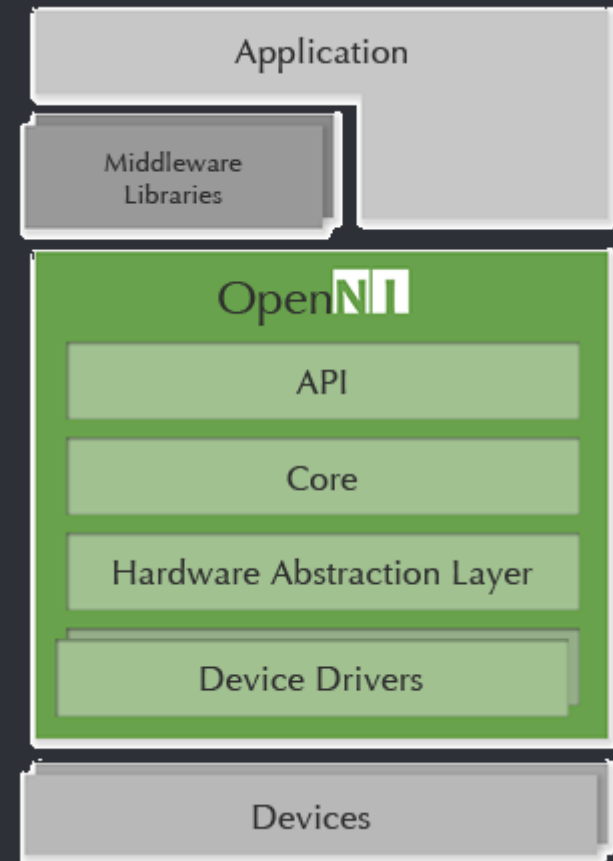 Application
Middleware
Libraries
OpenNI
API
Core
Hardware Abstraction Layer
Device Drivers
Devices